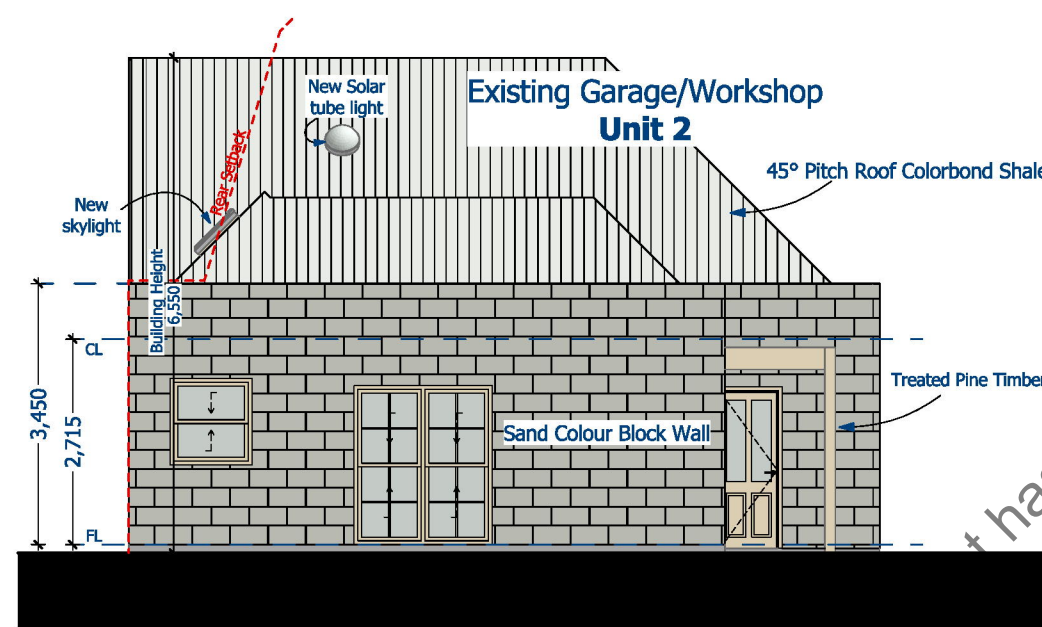 Existing Garage/Workshop
Unit 2
New Solar
tube light
Rear Setback
45° Pitch Roof Colorbond Shale
New
skylight
Building Height
6,550
CL
3,450
2,715
Treated Pine Timber
Sand Colour Block Wall
FL